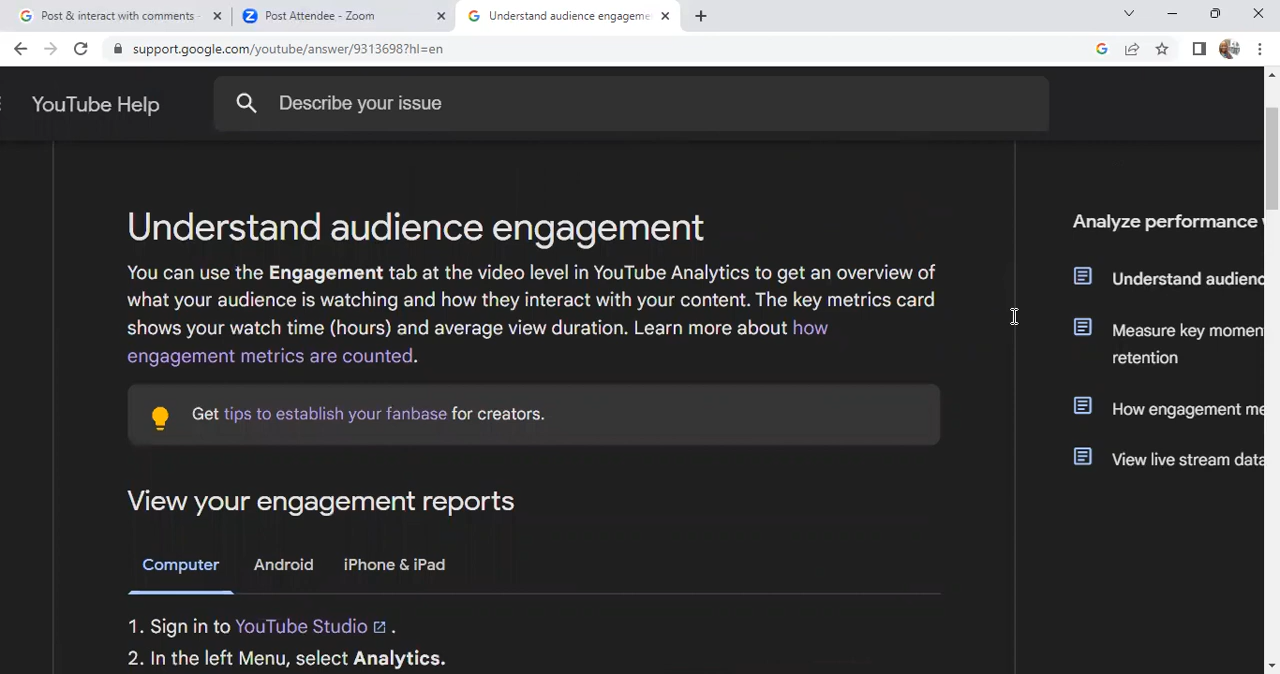 Post & interact with comments -
Post Attendee - Zoom
Understand audience engageme
support.google.com/youtube/answer/9313698?hl=en
YouTube Help
Describe your issue
Understand audience engagement
You can use the Engagement tab at the video level in YouTube Analytics to get an overview of
what your audience is watching and how they interact with your content. The key metrics card
shows your watch time (hours) and average view duration. Learn more about how
engagement metrics are counted.
Get tips to establish your fanbase for creators.
View your engagement reports
Computer Android iPhone & iPad
1. Sign in to YouTube Studio .
2. In the left Menu, select Analytics.
Analyze performance w
Understand audienc
Measure key momen
retention
How engagement me
View live stream data